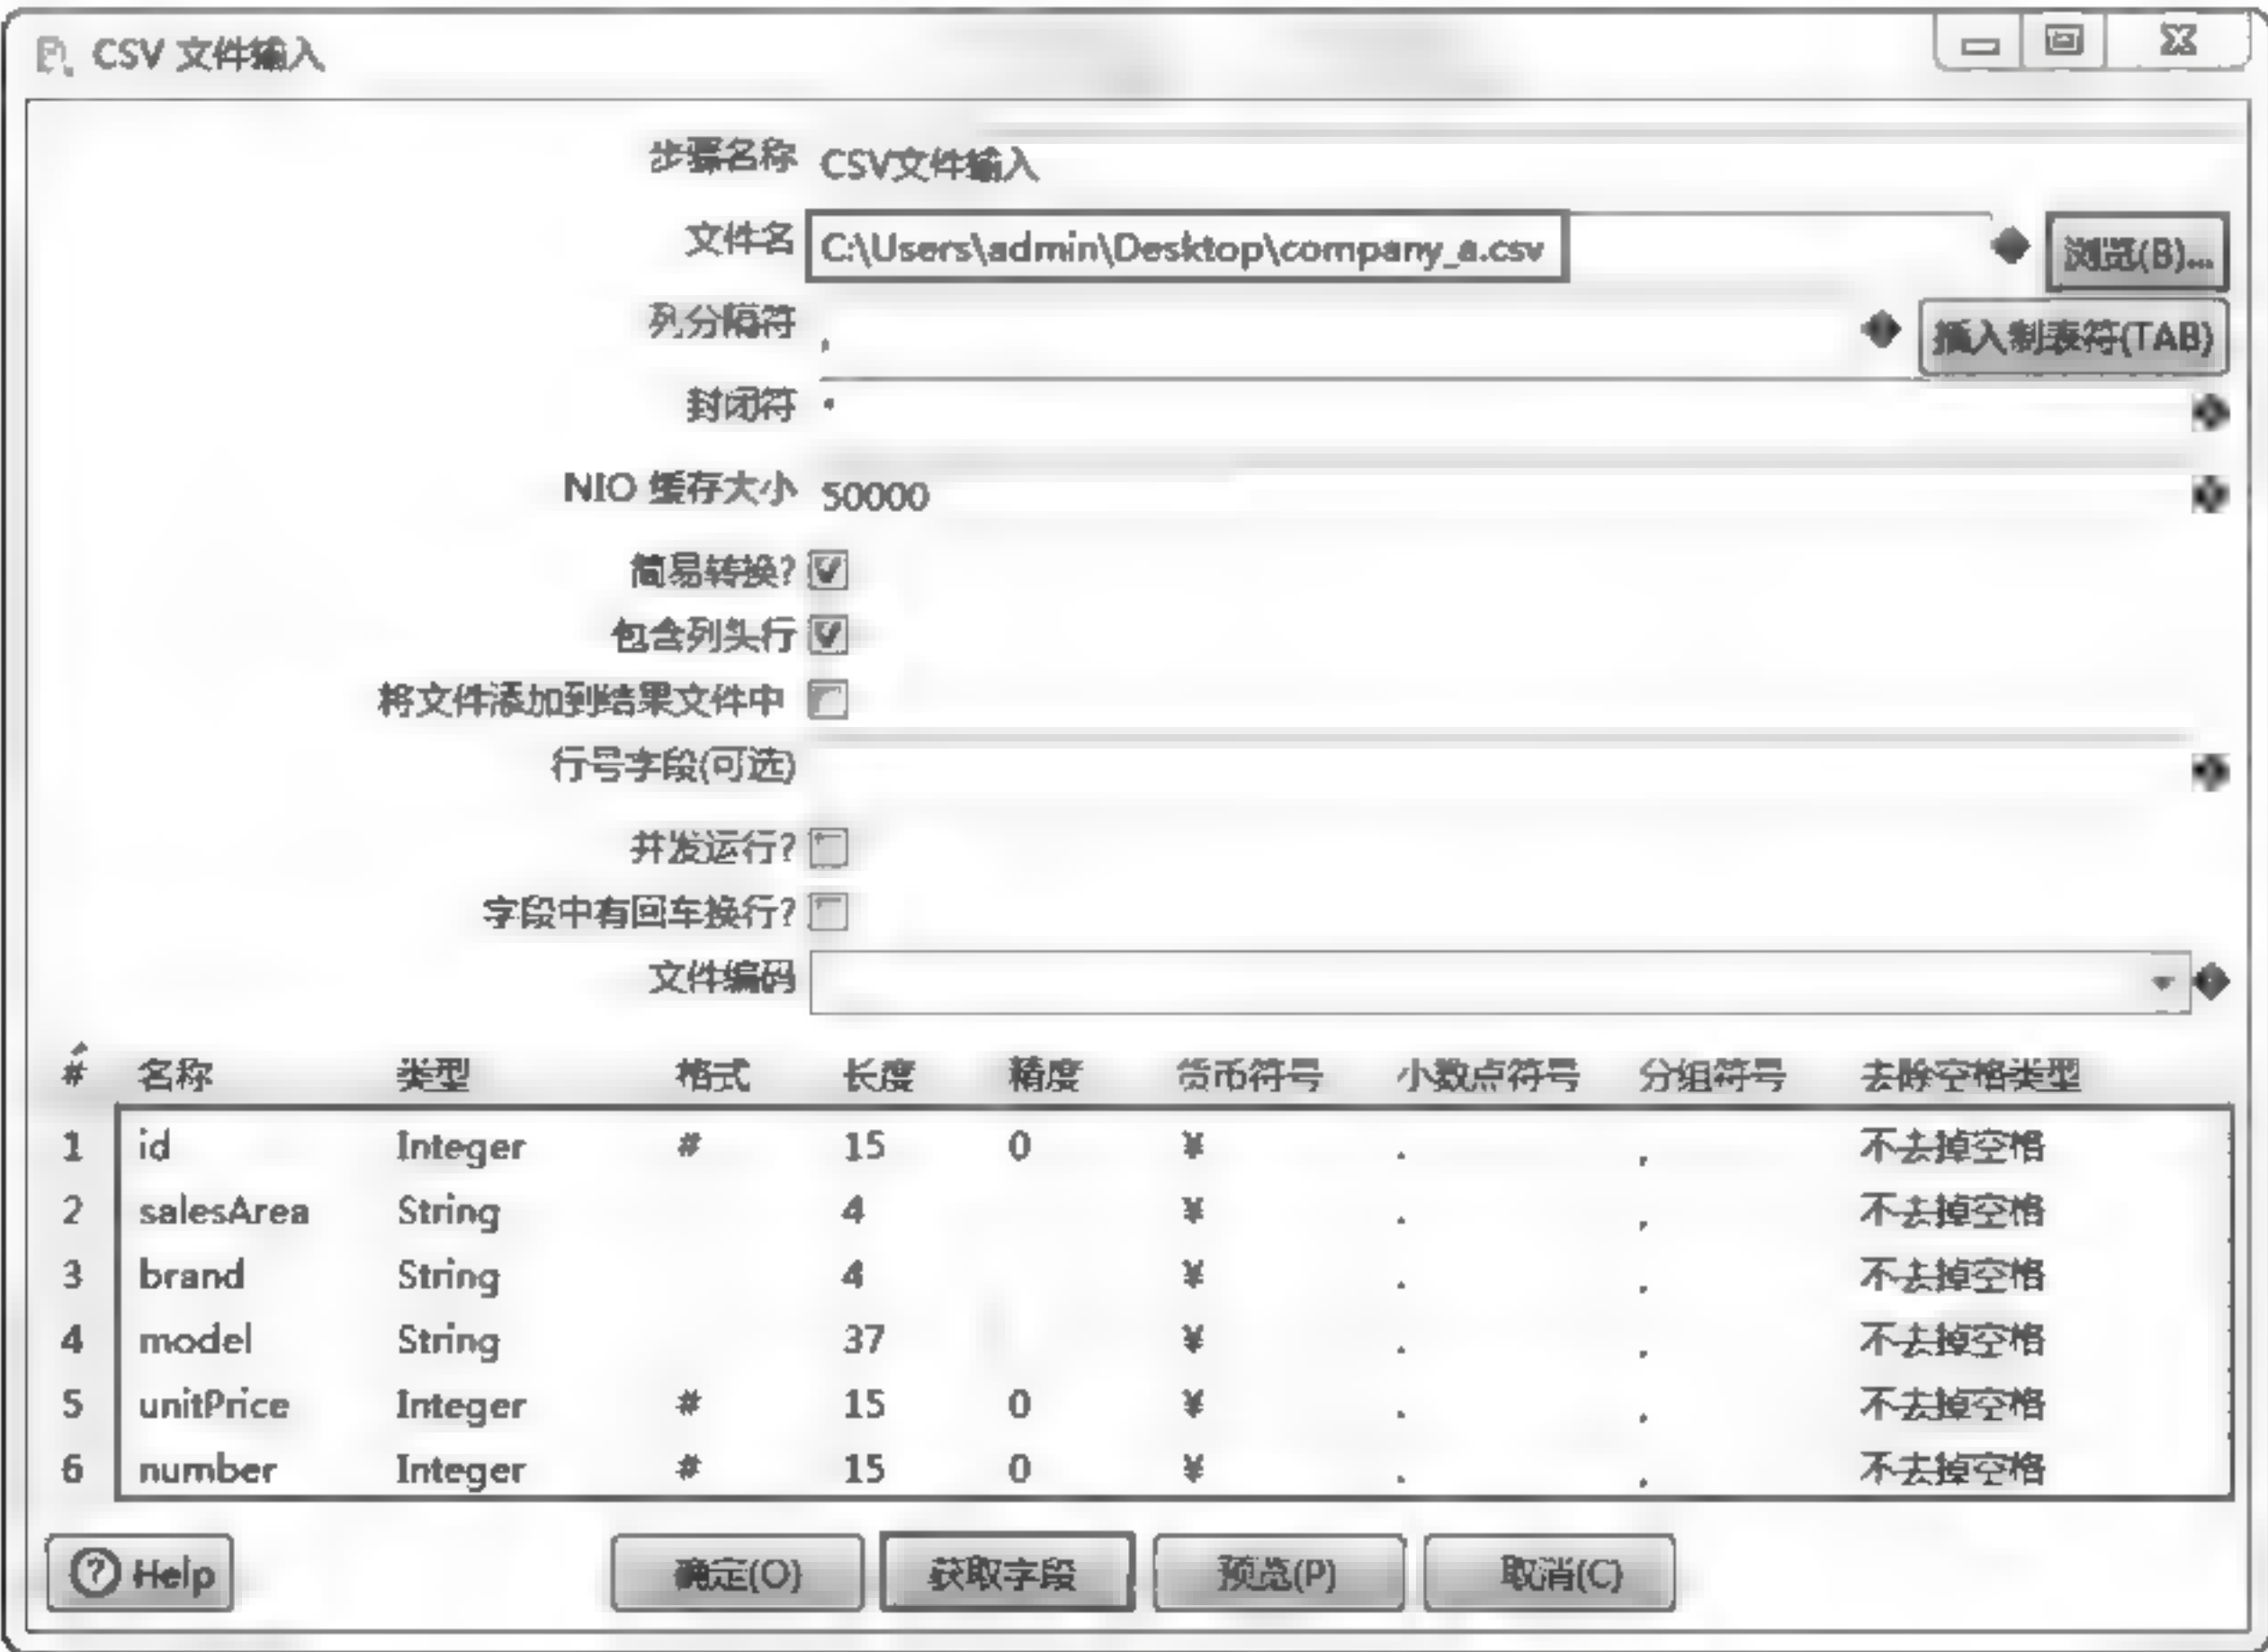 CSV 文件输入
步骤名称 CSV文件输入
文件名 C:\Users\admin\Desktop\company_a.csv 浏览(B)...
列分隔符 , 插入制表符(TAB)
封闭符 "
NIO 缓存大小 50000
简易转换?
包含列头行
将文件添加到结果文件中
行号字段(可选)
并发运行?
字段中有回车换行?
文件编码
# 名称 类型 格式 长度 精度 货币符号 小数点符号 分组符号 去除空格类型
1 id Integer # 15 0 ¥ . , 不去掉空格
2 salesArea String 4 ¥ . , 不去掉空格
3 brand String 4 ¥ . , 不去掉空格
4 model String 37 ¥ . , 不去掉空格
5 unitPrice Integer # 15 0 ¥ . , 不去掉空格
6 number Integer # 15 0 ¥ . , 不去掉空格
? Help 确定(O) 获取字段 预览(P) 取消(C)